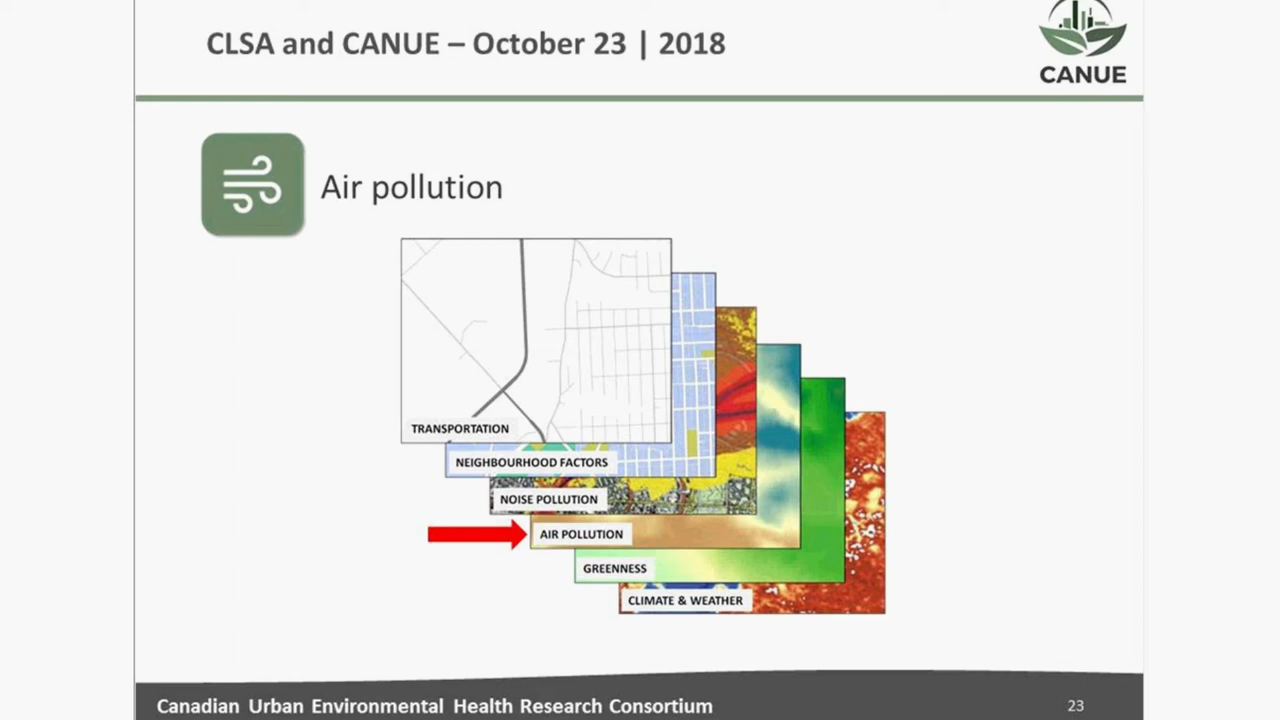 CLSA and CANUE – October 23 | 2018
CANUE
Air pollution
TRANSPORTATION
NEIGHBOURHOOD FACTORS
NOISE POLLUTION
AIR POLLUTION
GREENNESS
CLIMATE & WEATHER
Canadian Urban Environmental Health Research Consortium
23